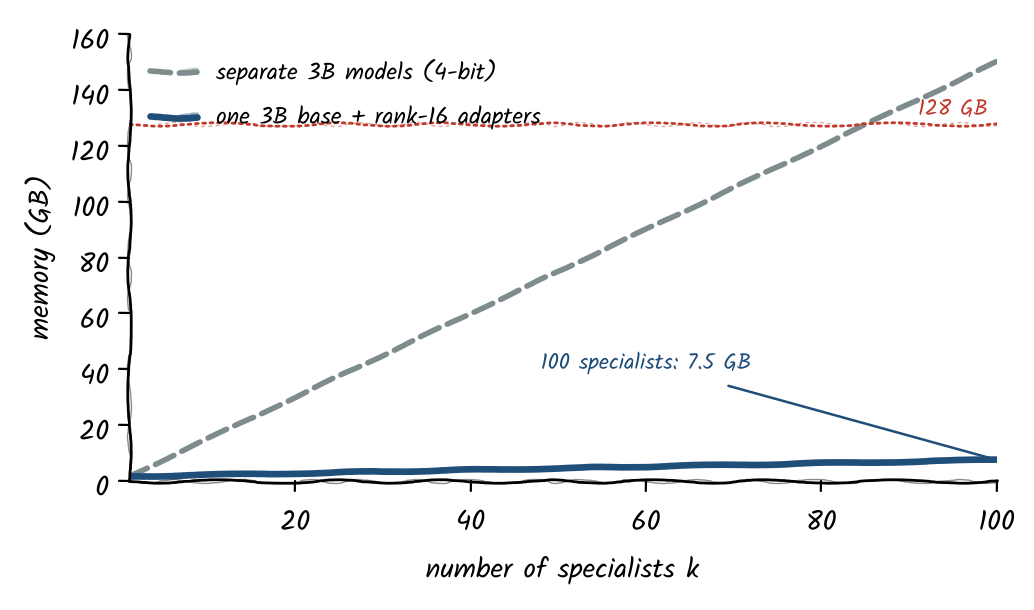 160
140
120
100
80
60
40
20
0
memory (GB)
separate 3B models (4-bit)
one 3B base + rank-16 adapters
128 GB
100 specialists: 7.5 GB
20 40 60 80 100
number of specialists k